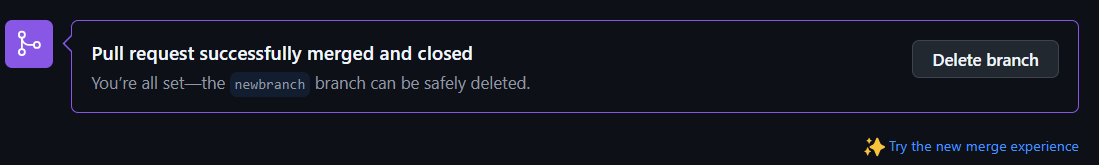 Pull request successfully merged and closed
You're all set—the newbranch branch can be safely deleted.
Delete branch
Try the new merge experience